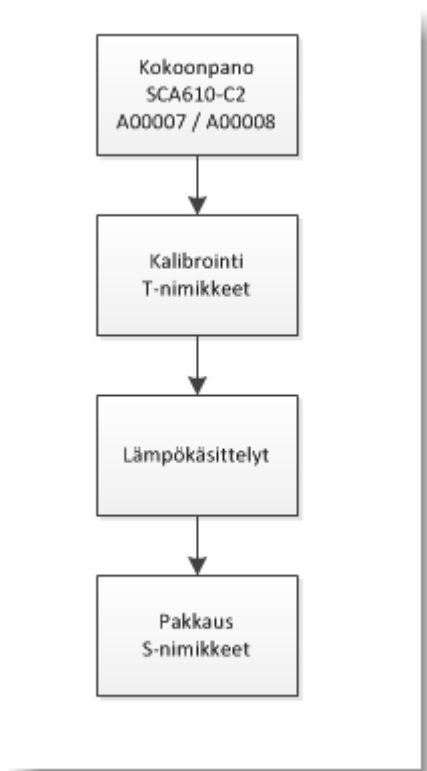 Kokoonpano
SCA610-C2
A00007 / A00008
Kalibrointi
T-nimikkeet
Lämpökäsittelyt
Pakkaus
S-nimikkeet